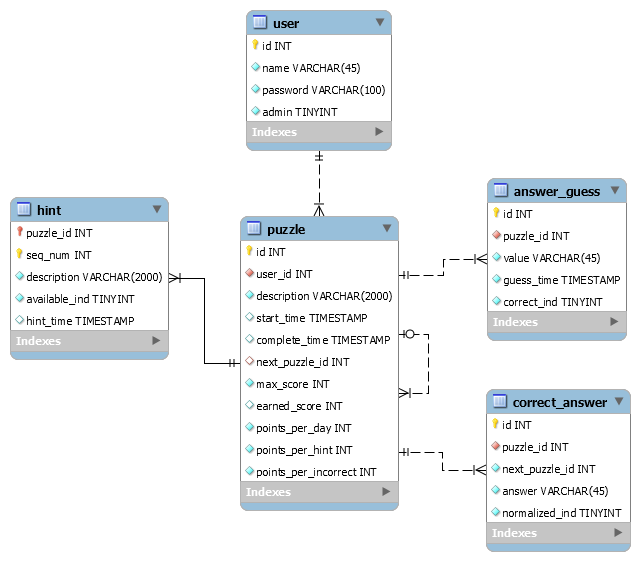 user
id INT
name VARCHAR(45)
password VARCHAR(100)
admin TINYINT
Indexes
hint
puzzle_id INT
seq_num INT
description VARCHAR(2000)
available_ind TINYINT
hint_time TIMESTAMP
Indexes
puzzle
id INT
user_id INT
description VARCHAR(2000)
start_time TIMESTAMP
complete_time TIMESTAMP
next_puzzle_id INT
max_score INT
earned_score INT
points_per_day INT
points_per_hint INT
points_per_incorrect INT
Indexes
answer_guess
id INT
puzzle_id INT
value VARCHAR(45)
guess_time TIMESTAMP
correct_ind TINYINT
Indexes
correct_answer
id INT
puzzle_id INT
next_puzzle_id INT
answer VARCHAR(45)
normalized_ind TINYINT
Indexes